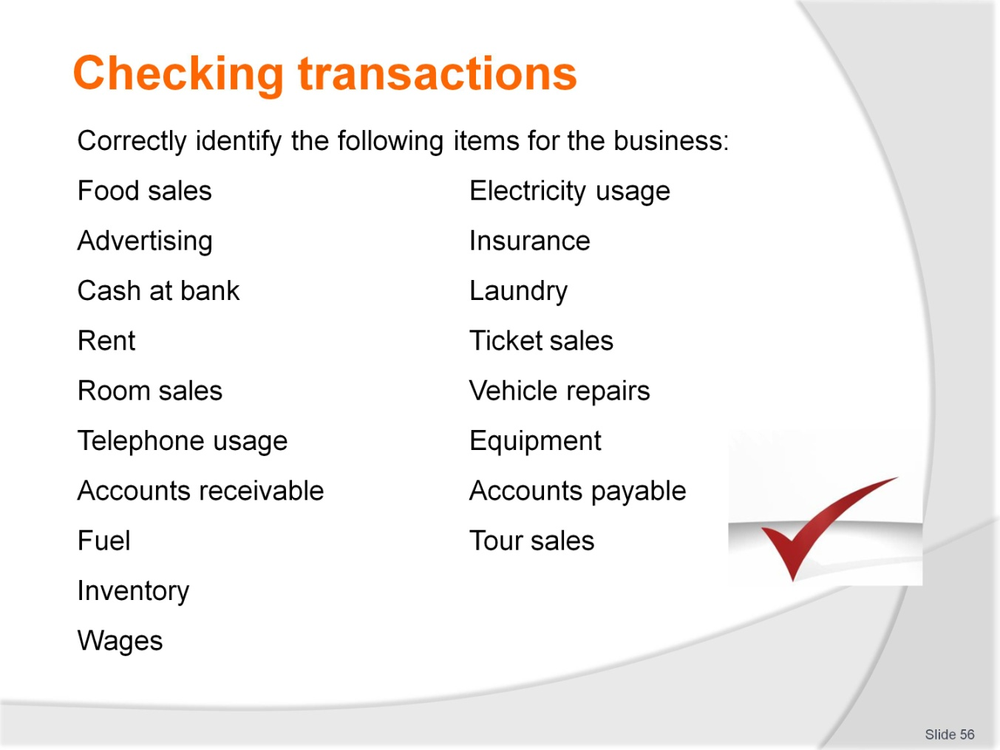 Checking transactions
Correctly identify the following items for the business:
Food sales
Advertising
Cash at bank
Rent
Room sales
Telephone usage
Accounts receivable
Fuel
Inventory
Wages
Electricity usage
Insurance
Laundry
Ticket sales
Vehicle repairs
Equipment
Accounts payable
Tour sales
Slide 56